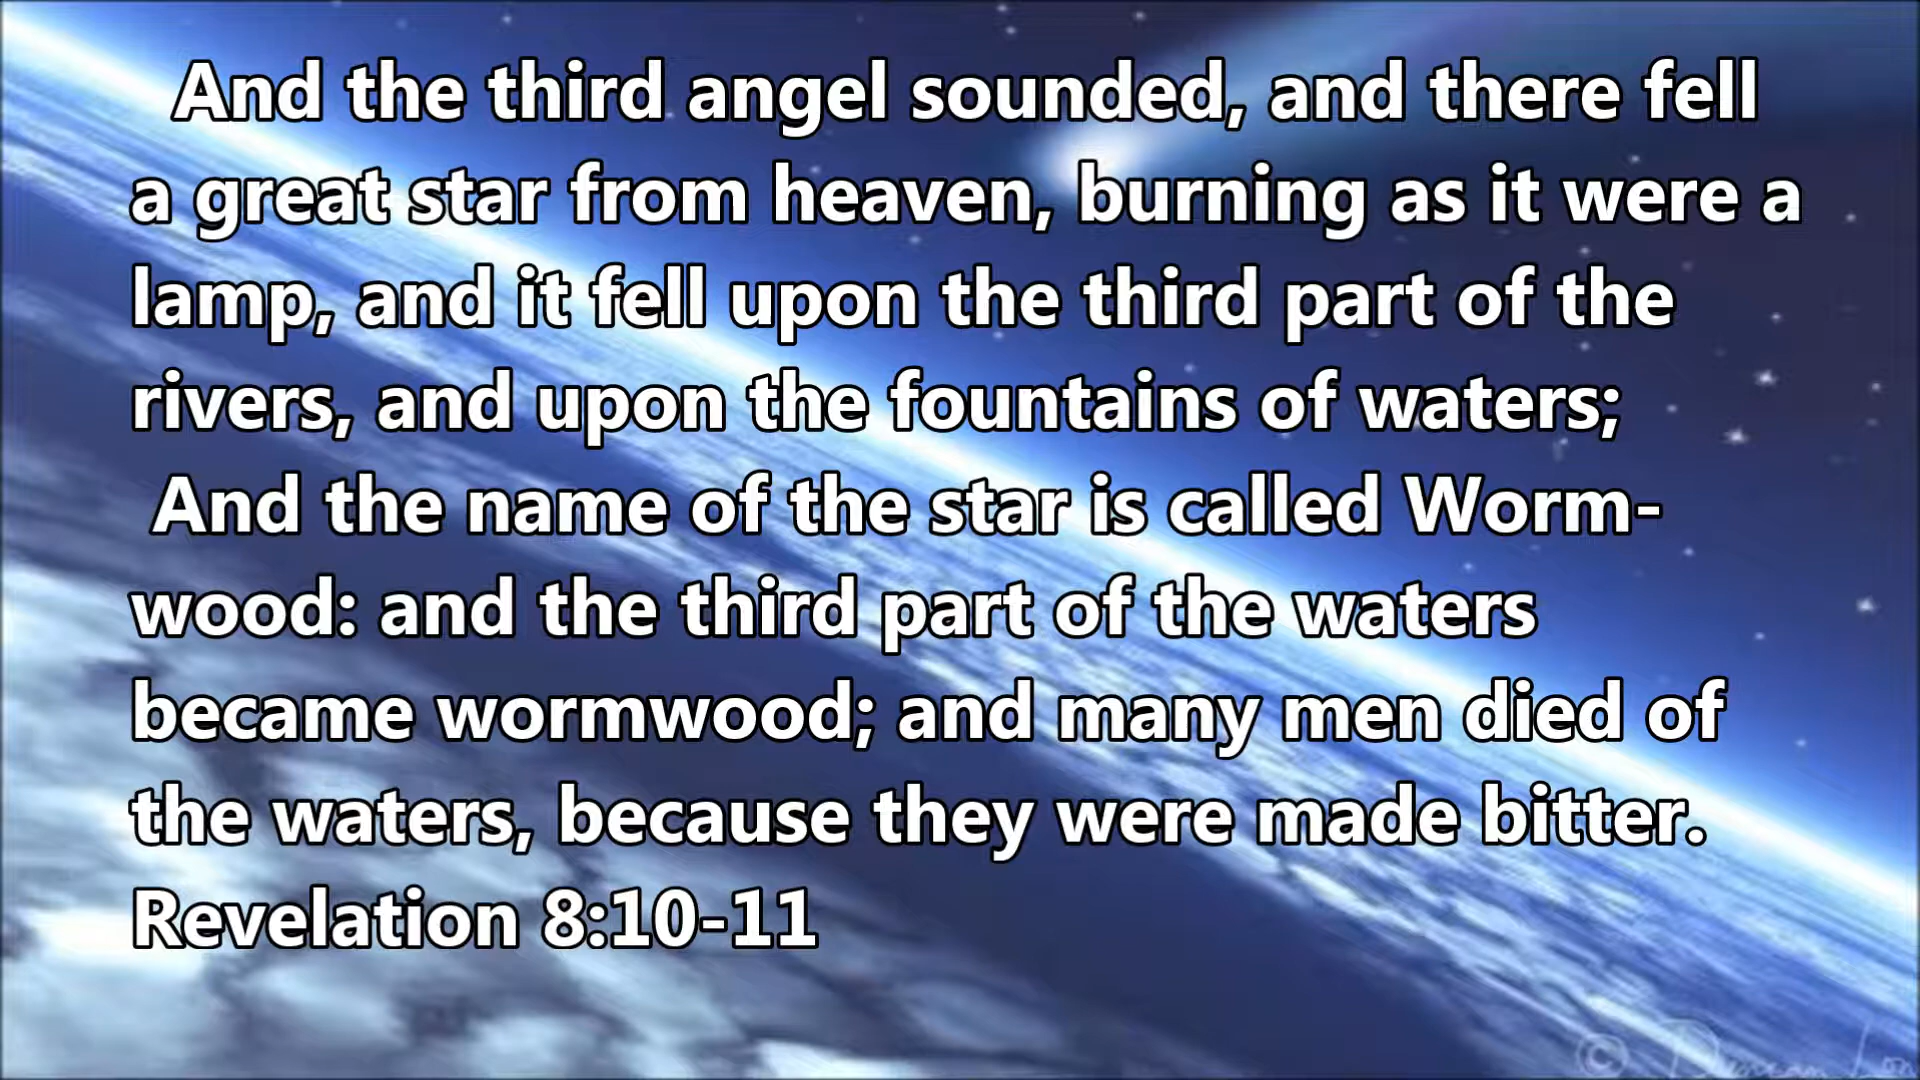 And the third angel sounded, and there fell
a great star from heaven, burning as it were a
lamp, and it fell upon the third part of the
rivers, and upon the fountains of waters;
And the name of the star is called Worm-
wood: and the third part of the waters
became wormwood; and many men died of
the waters, because they were made bitter.
Revelation 8:10-11
© Duncan